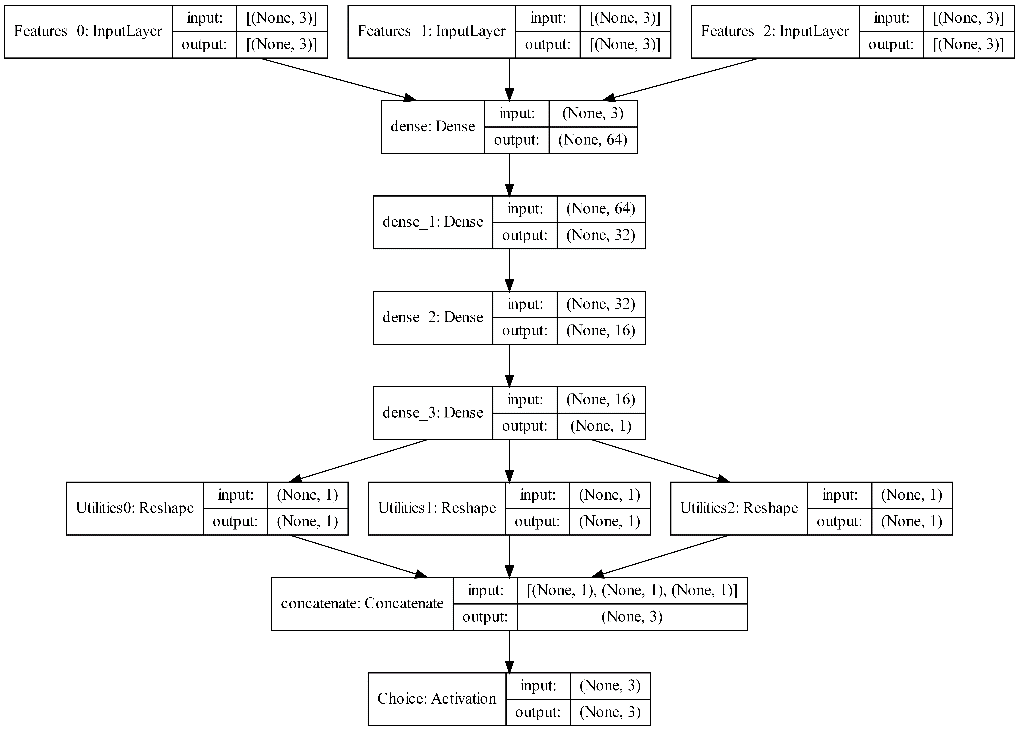 Features_0: InputLayer input: [(None, 3)] output: [(None, 3)]
Features_1: InputLayer input: [(None, 3)] output: [(None, 3)]
Features_2: InputLayer input: [(None, 3)] output: [(None, 3)]
dense: Dense input: (None, 3) output: (None, 64)
dense_1: Dense input: (None, 64) output: (None, 32)
dense_2: Dense input: (None, 32) output: (None, 16)
dense_3: Dense input: (None, 16) output: (None, 1)
Utilities0: Reshape input: (None, 1) output: (None, 1)
Utilities1: Reshape input: (None, 1) output: (None, 1)
Utilities2: Reshape input: (None, 1) output: (None, 1)
concatenate: Concatenate input: [(None, 1), (None, 1), (None, 1)] output: (None, 3)
Choice: Activation input: (None, 3) output: (None, 3)